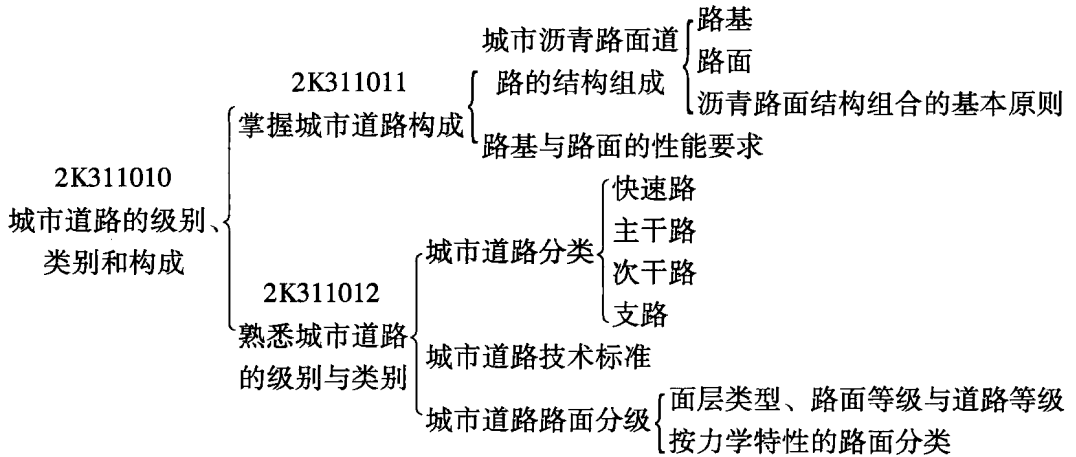 2K311010
城市道路的级别、
类别和构成
2K311011
掌握城市道路构成
城市沥青路面道
路的结构组成
路基
路面
沥青路面结构组合的基本原则
路基与路面的性能要求
2K311012
熟悉城市道路
的级别与类别
城市道路分类
快速路
主干路
次干路
支路
城市道路技术标准
城市道路路面分级
面层类型、路面等级与道路等级
按力学特性的路面分类